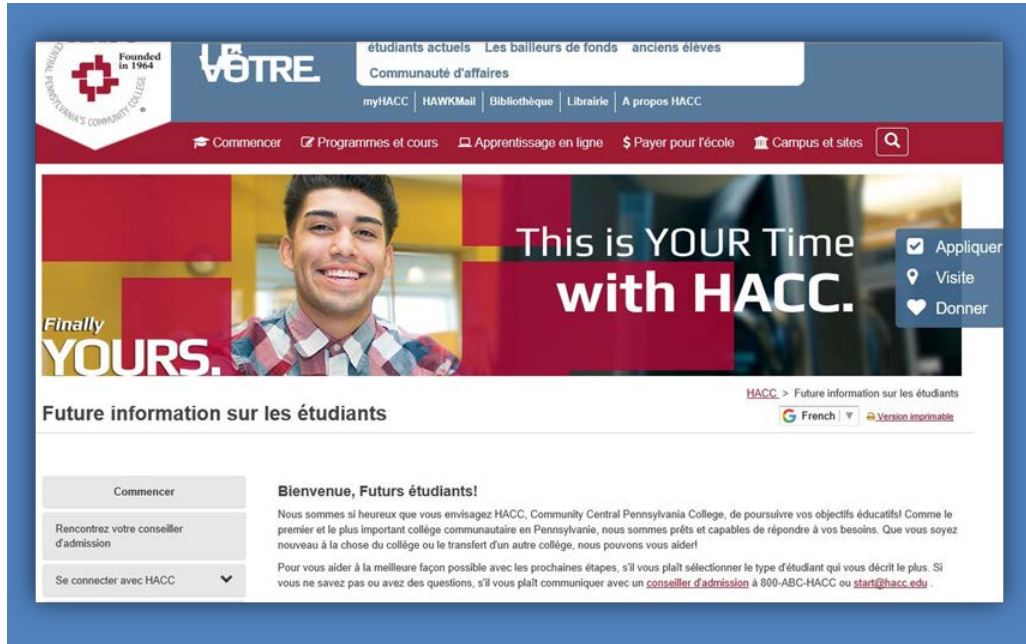 CENTRAL PENNSYLVANIA'S COMMUNITY COLLEGE
Founded
in 1964
VÔTRE.
étudiants actuels Les bailleurs de fonds anciens élèves
Communauté d'affaires
myHACC | HAWKMail | Bibliothèque | Librairie | A propos HACC
Commencer Programmes et cours Apprentissage en ligne $ Payer pour l'école Campus et sites
This is YOUR Time
with HACC.
Finally
YOURS.
Appliquer
Visite
Donner
HACC > Future information sur les étudiants
Future information sur les étudiants
G French ▼ Version imprimable
Commencer
Rencontrez votre conseiller
d'admission
Se connecter avec HACC
Bienvenue, Futurs étudiants!
Nous sommes si heureux que vous envisagez HACC, Community Central Pennsylvania College, de poursuivre vos objectifs éducatifs! Comme le
premier et le plus important collège communautaire en Pennsylvanie, nous sommes prêts et capables de répondre à vos besoins. Que vous soyez
nouveau à la chose du collège ou le transfert d'un autre collège, nous pouvons vous aider!
Pour vous aider à la meilleure façon possible avec les prochaines étapes, s'il vous plaît sélectionner le type d'étudiant qui vous décrit le plus. Si
vous ne savez pas ou avez des questions, s'il vous plaît communiquer avec un conseiller d'admission à 800-ABC-HACC ou start@hacc.edu .